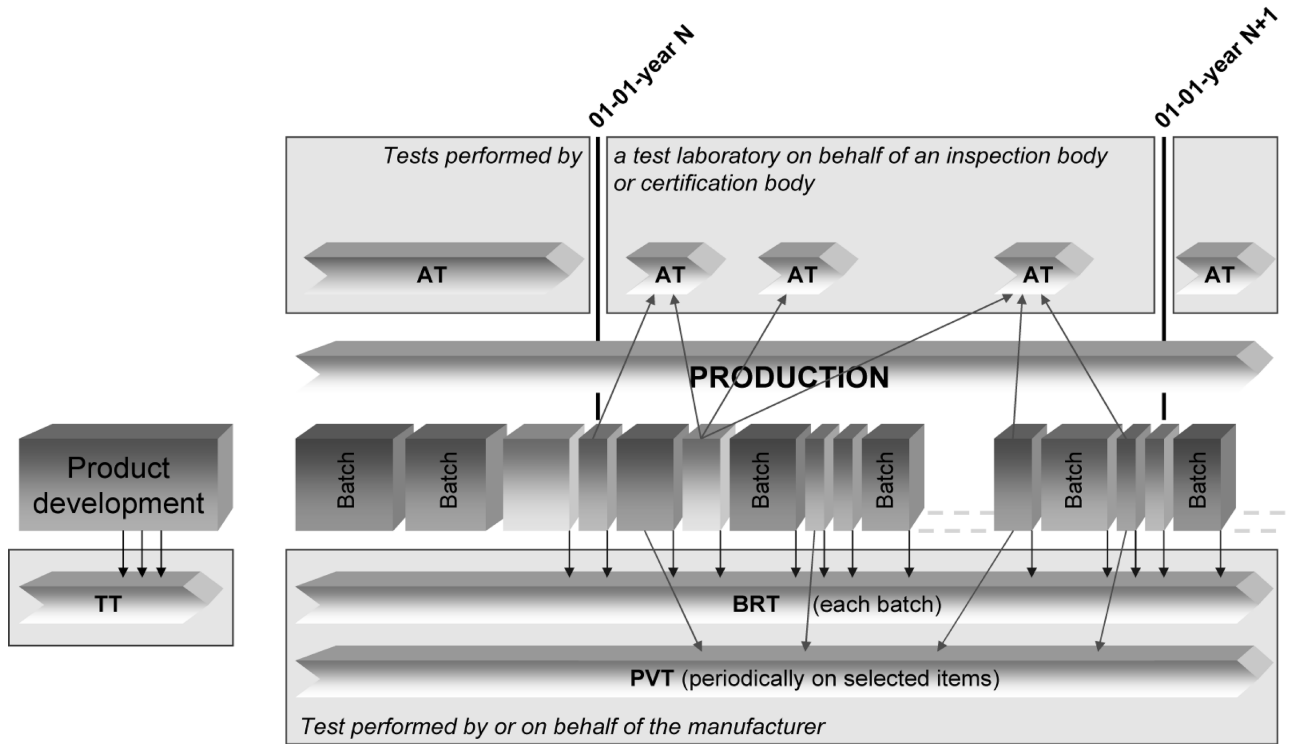 01-01-year N
01-01-year N+1
Tests performed by
a test laboratory on behalf of an inspection body
or certification body
AT
AT
AT
AT
AT
PRODUCTION
Product
development
Batch
Batch
Batch
Batch
Batch
Batch
TT
BRT (each batch)
PVT (periodically on selected items)
Test performed by or on behalf of the manufacturer